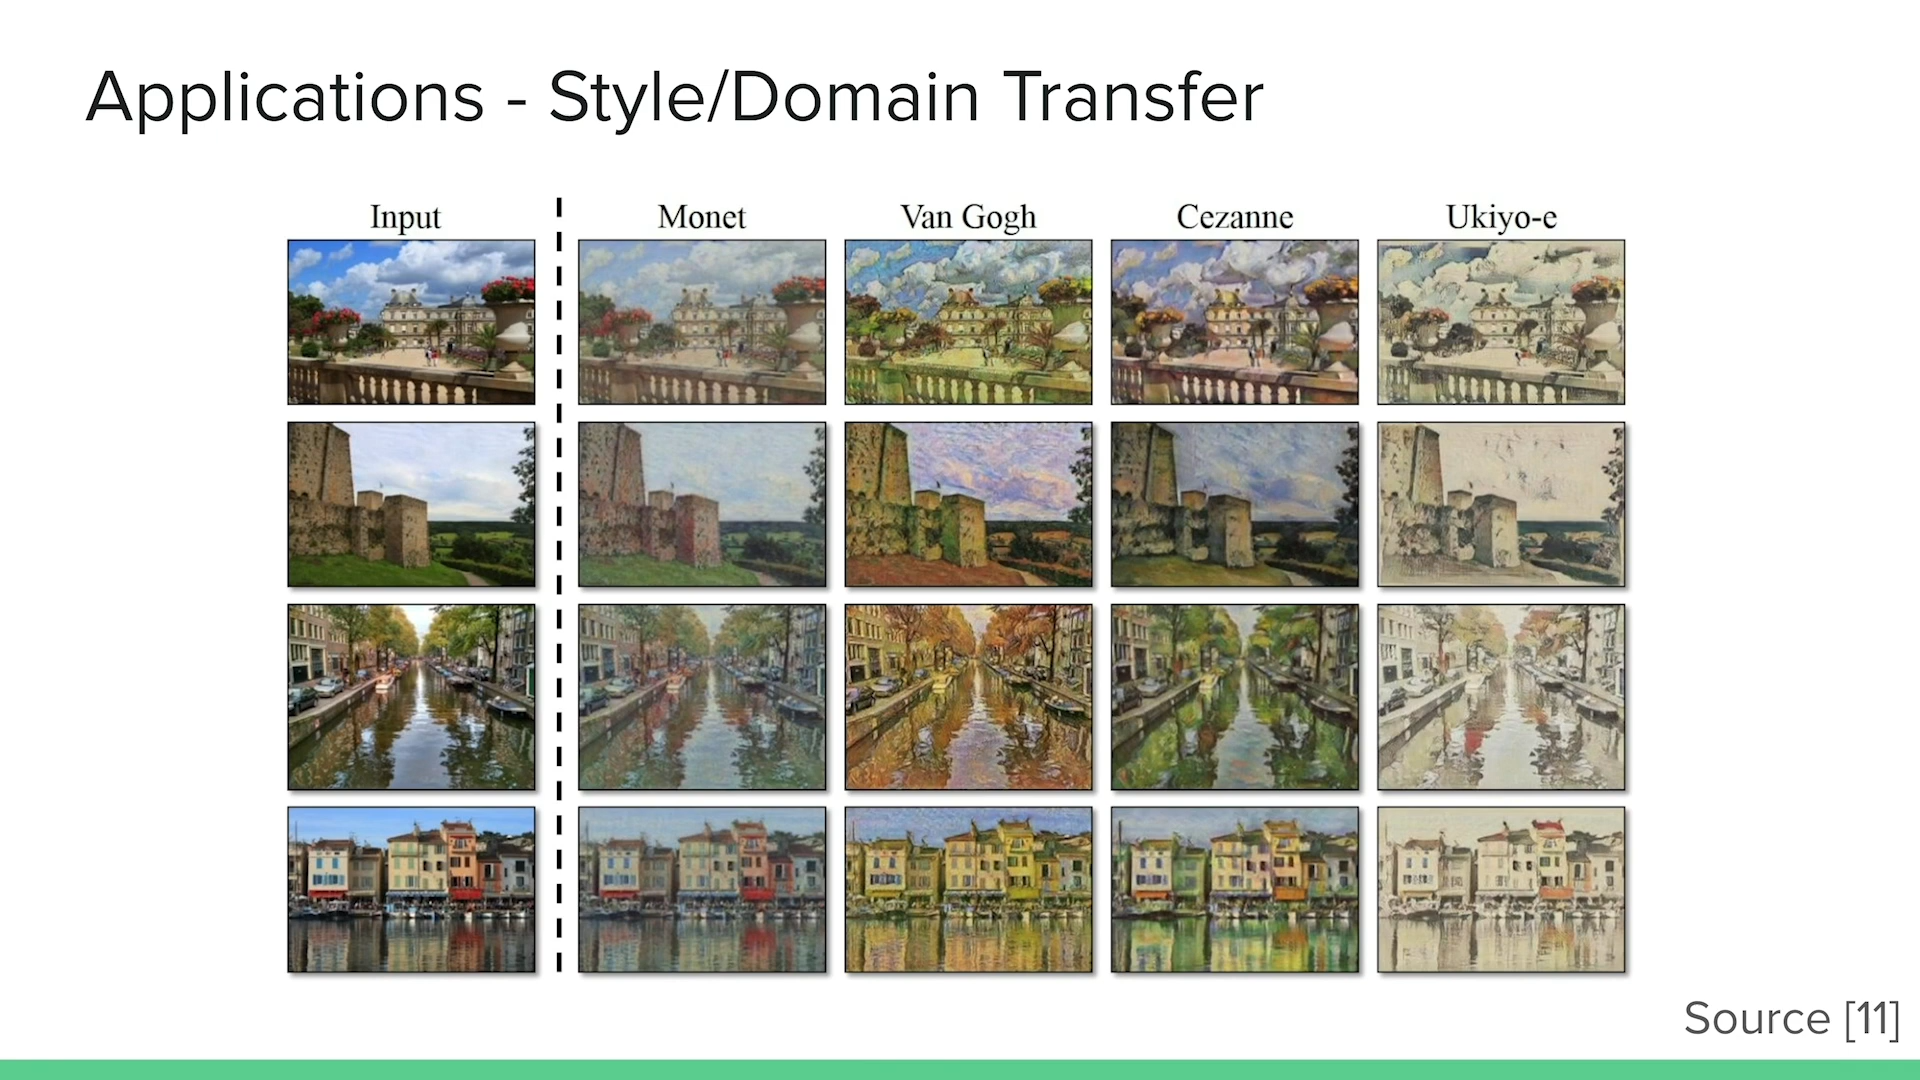 Applications - Style/Domain Transfer
Input
Monet
Van Gogh
Cezanne
Ukiyo-e
Source [11]